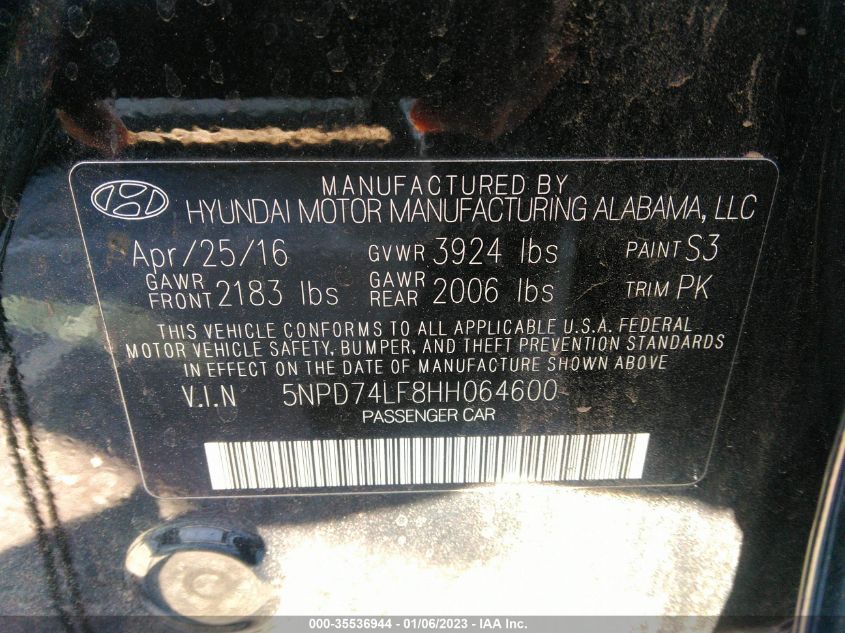 MANUFACTURED BY
HYUNDAI MOTOR MANUFACTURING ALABAMA, LLC
Apr/25/16 GVWR 3924 lbs PAINT S3
GAWR FRONT 2183 lbs GAWR REAR 2006 lbs TRIM PK
THIS VEHICLE CONFORMS TO ALL APPLICABLE U.S.A. FEDERAL
MOTOR VEHICLE SAFETY, BUMPER, AND THEFT PREVENTION STANDARDS
IN EFFECT ON THE DATE OF MANUFACTURE SHOWN ABOVE
V.I.N 5NPD74LF8HH064600
PASSENGER CAR
000-35536944 - 01/06/2023 - IAA Inc.